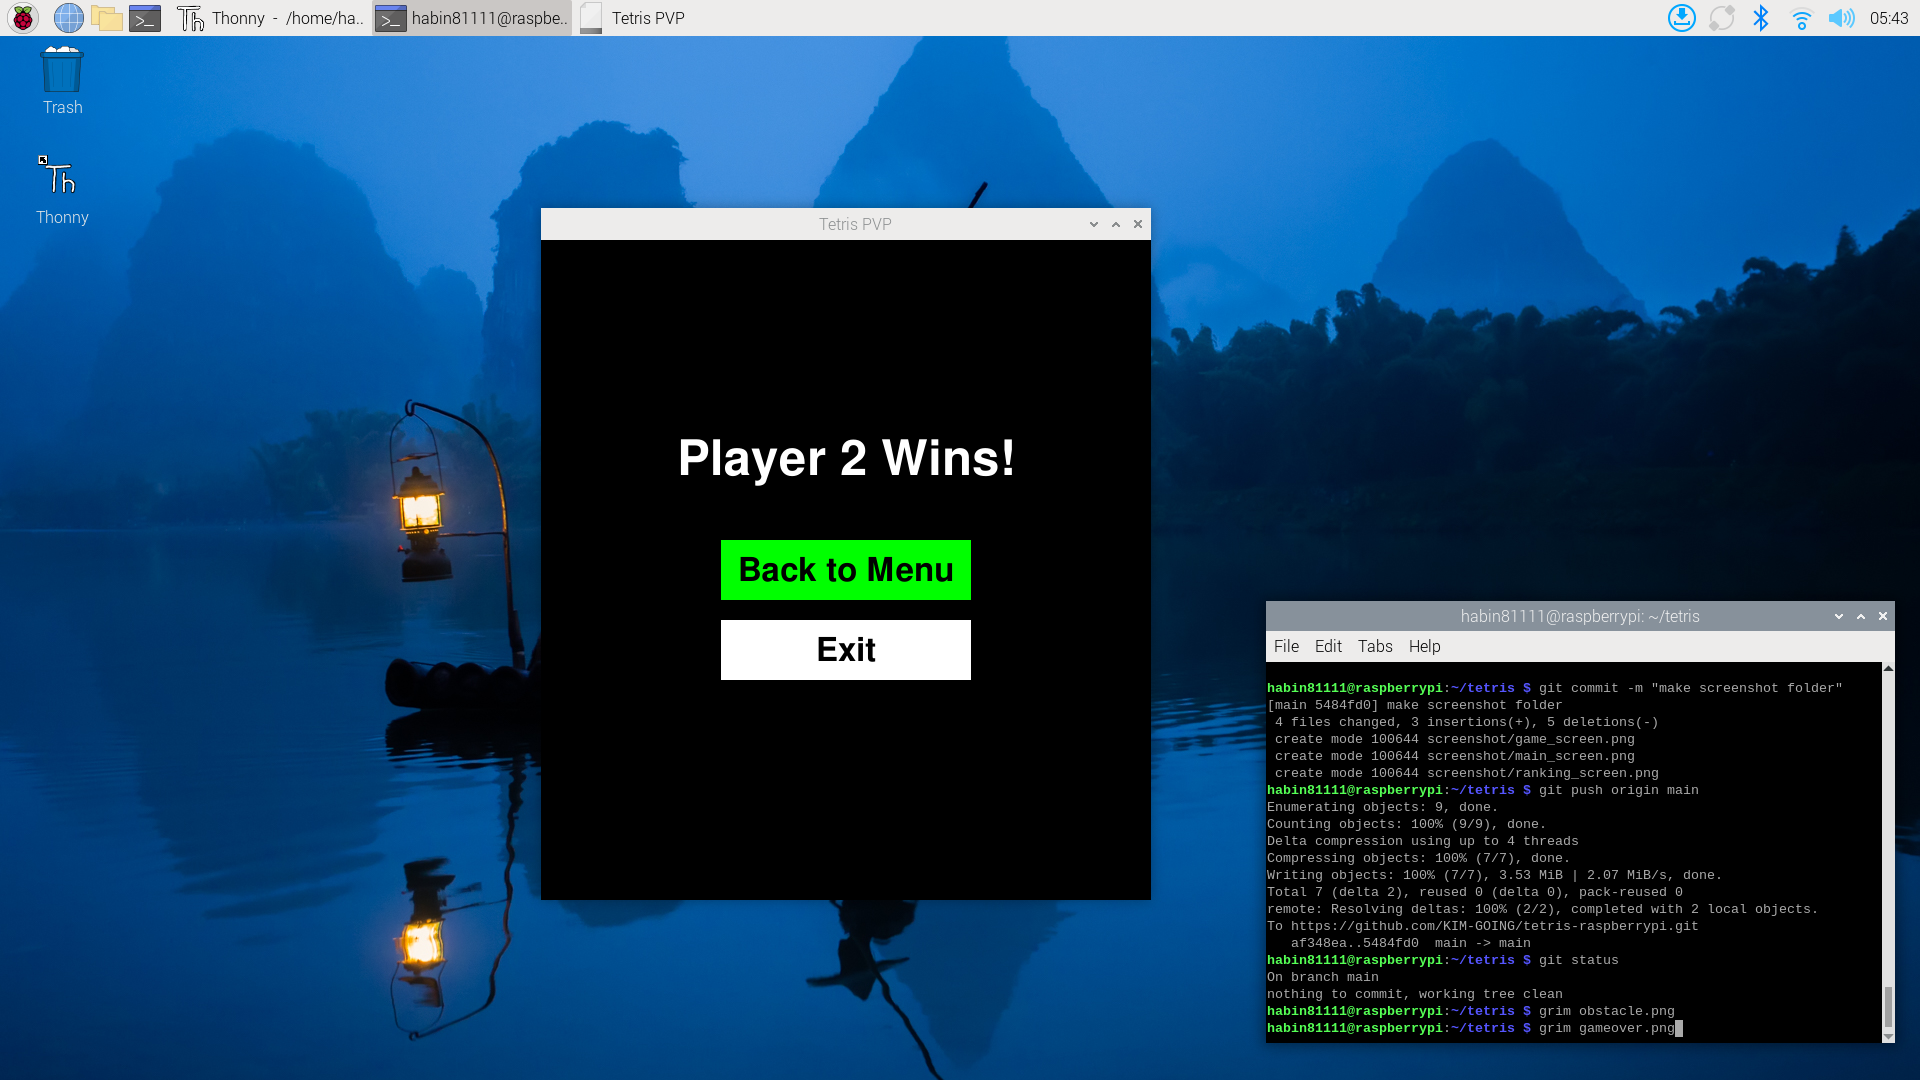 Thonny - /home/ha..
habin81111@raspbe..
Tetris PVP
05:43
Trash
Th
Thonny
Tetris PVP
Player 2 Wins!
Back to Menu
Exit
habin81111@raspberrypi: ~/tetris
File Edit Tabs Help
habin81111@raspberrypi:~/tetris $ git commit -m "make screenshot folder"
[main 5484fd0] make screenshot folder
 4 files changed, 3 insertions(+), 5 deletions(-)
 create mode 100644 screenshot/game_screen.png
 create mode 100644 screenshot/main_screen.png
 create mode 100644 screenshot/ranking_screen.png
habin81111@raspberrypi:~/tetris $ git push origin main
Enumerating objects: 9, done.
Counting objects: 100% (9/9), done.
Delta compression using up to 4 threads
Compressing objects: 100% (7/7), done.
Writing objects: 100% (7/7), 3.53 MiB | 2.07 MiB/s, done.
Total 7 (delta 2), reused 0 (delta 0), pack-reused 0
remote: Resolving deltas: 100% (2/2), completed with 2 local objects.
To https://github.com/KIM-GOING/tetris-raspberrypi.git
   af348ea..5484fd0  main -> main
habin81111@raspberrypi:~/tetris $ git status
On branch main
nothing to commit, working tree clean
habin81111@raspberrypi:~/tetris $ grim obstacle.png
habin81111@raspberrypi:~/tetris $ grim gameover.png